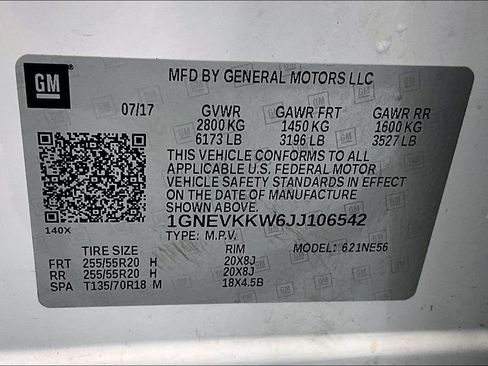 GM
MFD BY GENERAL MOTORS LLC
07/17 GVWR GAWR FRT GAWR RR
2800 KG 1450 KG 1600 KG
6173 LB 3196 LB 3527 LB
THIS VEHICLE CONFORMS TO ALL
APPLICABLE U.S. FEDERAL MOTOR
VEHICLE SAFETY STANDARDS IN EFFECT
ON THE DATE OF MANUFACTURE
SHOWN ABOVE.
1GNEVKKW6JJ106542
140X
TYPE: M.P.V. MODEL: 621NE56
TIRE SIZE RIM
FRT 255/55R20 H 20X8J
RR 255/55R20 H 20X8J
SPA T135/70R18 M 18X4.5B